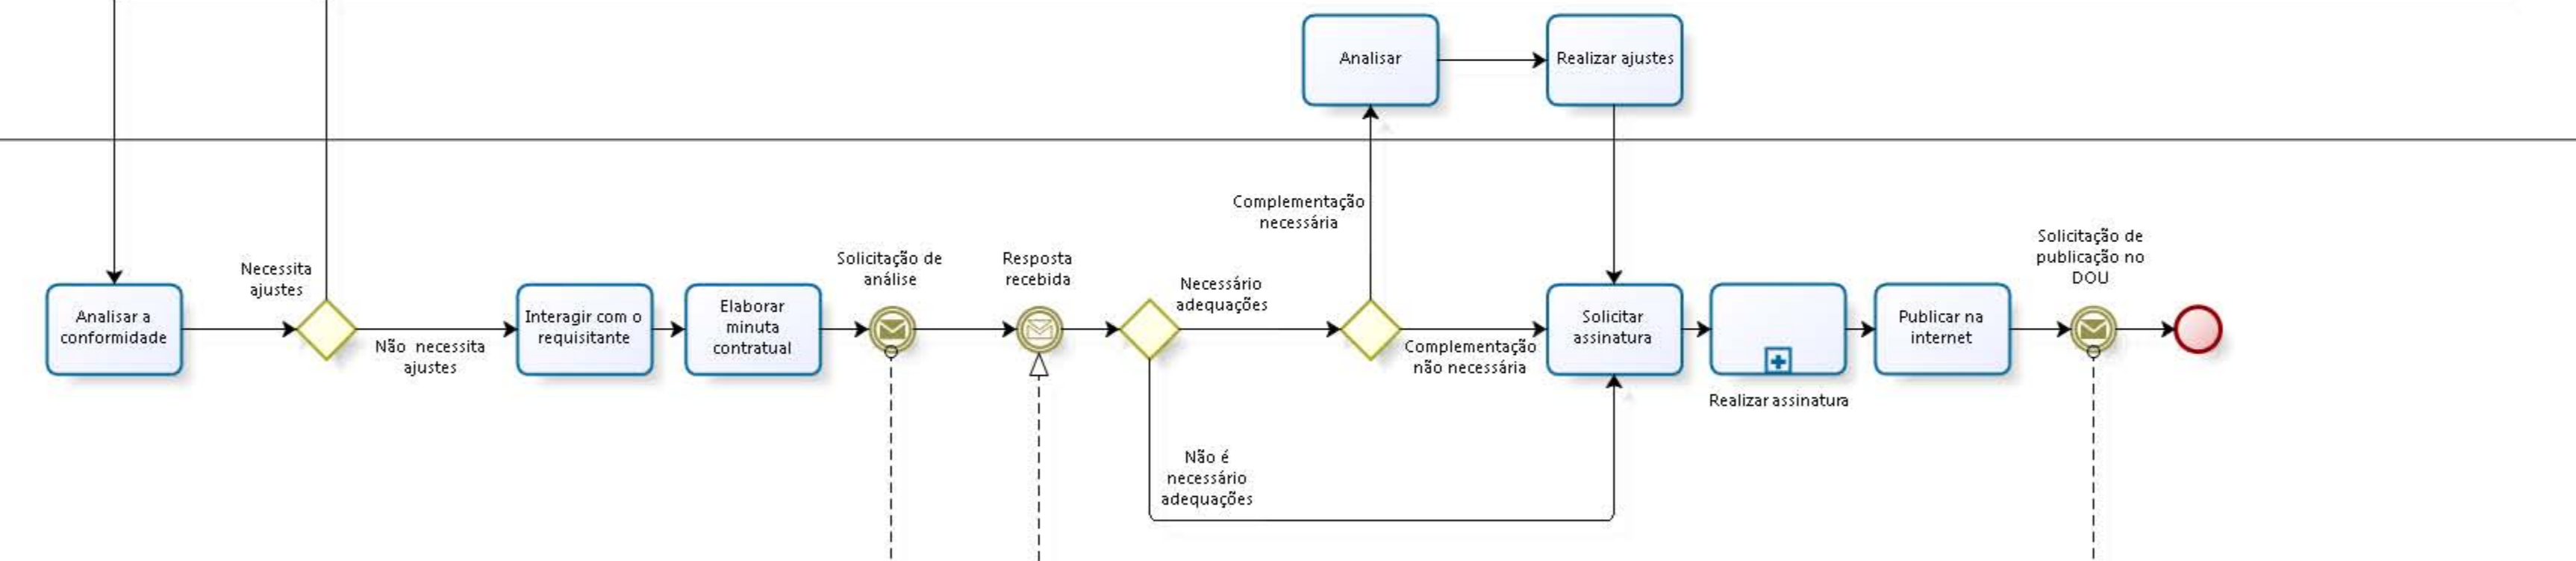 Analisar
Realizar ajustes
Complementação
necessária
Analisar a
conformidade
Necessita
ajustes
Não necessita
ajustes
Interagir com o
requisitante
Elaborar
minuta
contratual
Solicitação de
análise
Resposta
recebida
Necessário
adequações
Não é
necessário
adequações
Complementação
não necessária
Solicitar
assinatura
Realizar assinatura
Publicar na
internet
Solicitação de
publicação no
DOU